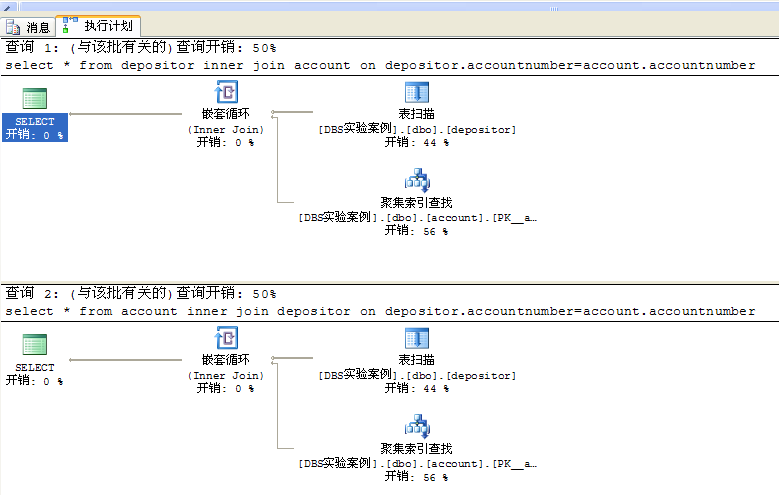 消息 执行计划
查询 1: (与该批有关的)查询开销: 50%
select * from depositor inner join account on depositor.accountnumber=account.accountnumber
SELECT
开销: 0 %
嵌套循环
(Inner Join)
开销: 0 %
表扫描
[DBS实验案例].[dbo].[depositor]
开销: 44 %
聚集索引查找
[DBS实验案例].[dbo].[account].[PK__a…
开销: 56 %
查询 2: (与该批有关的)查询开销: 50%
select * from account inner join depositor on depositor.accountnumber=account.accountnumber
SELECT
开销: 0 %
嵌套循环
(Inner Join)
开销: 0 %
表扫描
[DBS实验案例].[dbo].[depositor]
开销: 44 %
聚集索引查找
[DBS实验案例].[dbo].[account].[PK__a…
开销: 56 %